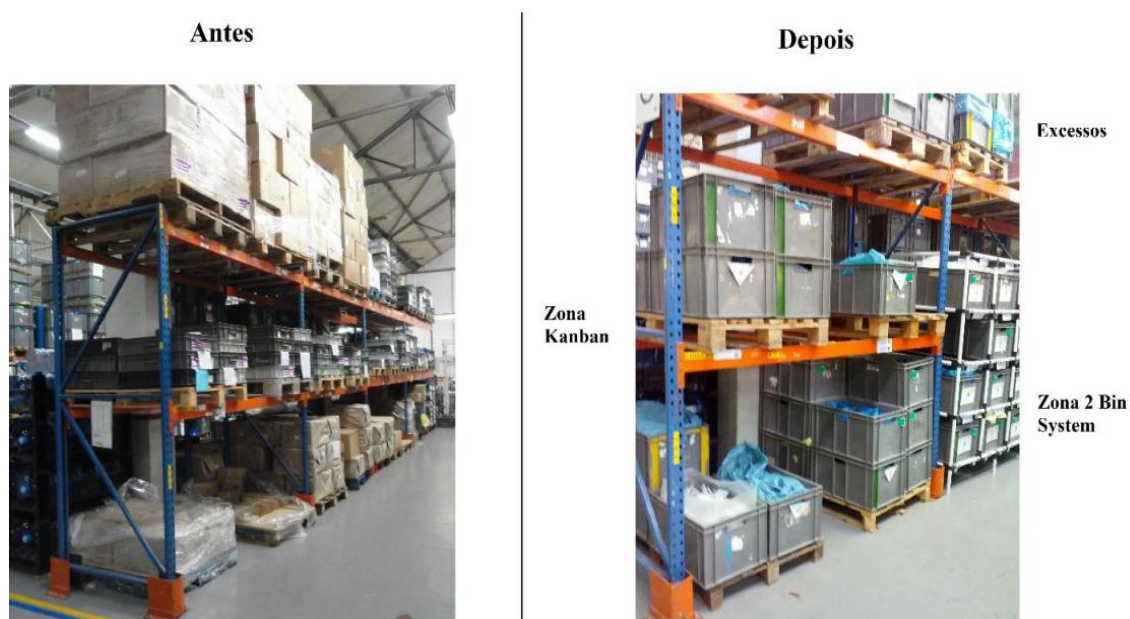 Antes
Depois
Excessos
Zona
Kanban
Zona 2 Bin
System